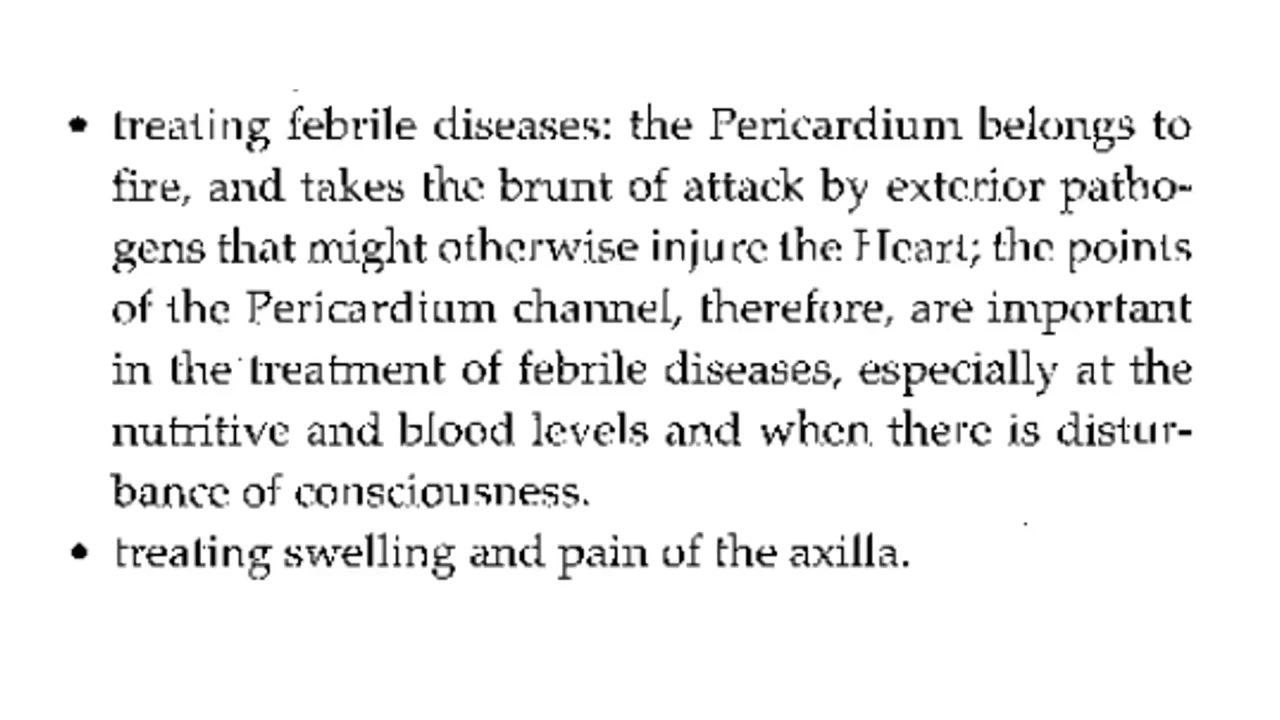 • treating febrile diseases: the Pericardium belongs to
fire, and takes the brunt of attack by exterior patho-
gens that might otherwise injure the Heart; the points
of the Pericardium channel, therefore, are important
in the treatment of febrile diseases, especially at the
nutritive and blood levels and when there is distur-
bance of consciousness.
• treating swelling and pain of the axilla.